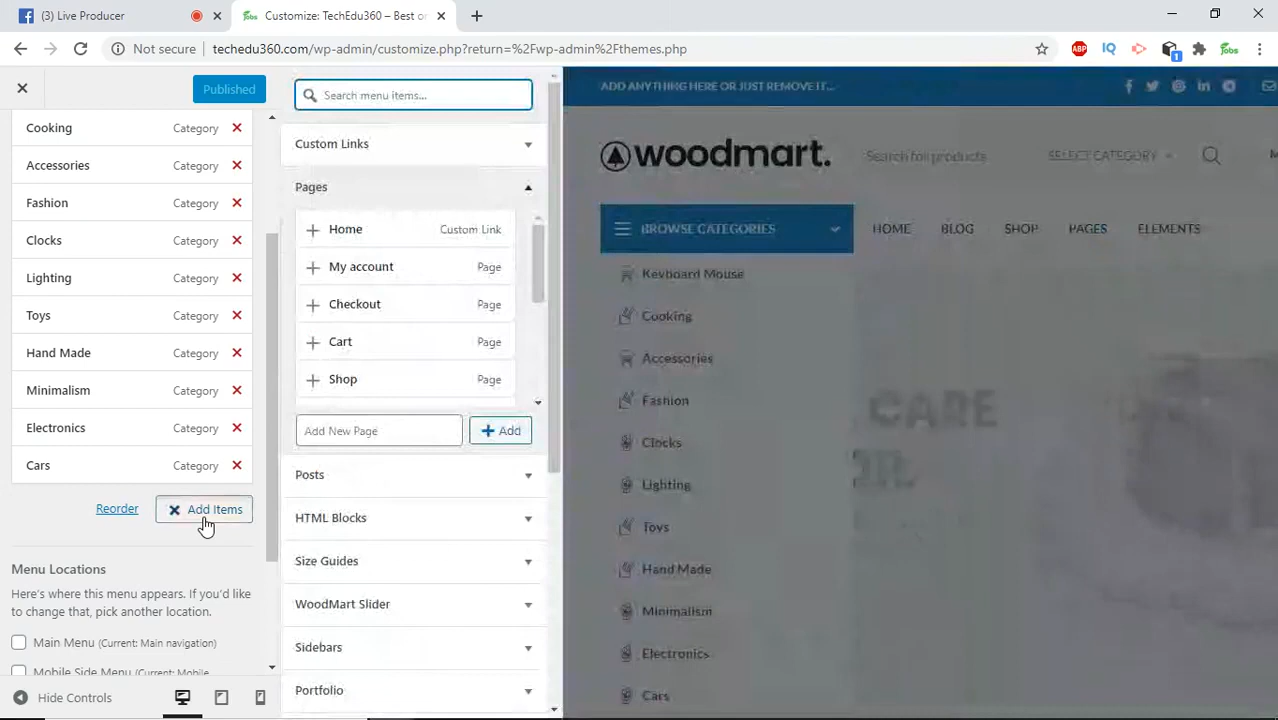 (3) Live Producer
Customize: TechEdu360 – Best or
Not secure
techedu360.com/wp-admin/customize.php?return=%2Fwp-admin%2Fthemes.php
ABP
IQ
1
Jobs
Published
Cooking Category
Accessories Category
Fashion Category
Clocks Category
Lighting Category
Toys Category
Hand Made Category
Minimalism Category
Electronics Category
Cars Category
Reorder
Add Items
Menu Locations
Here's where this menu appears. If you'd like
to change that, pick another location.
Main Menu (Current: Main navigation)
Mobile Side Menu (Current: Mobile
Hide Controls
Search menu items...
Custom Links
Pages
Home Custom Link
My account Page
Checkout Page
Cart Page
Shop Page
Add New Page
Add
Posts
HTML Blocks
Size Guides
WoodMart Slider
Sidebars
Portfolio
ADD ANYTHING HERE OR JUST REMOVE IT...
woodmart.
Search for products
SELECT CATEGORY
M
BROWSE CATEGORIES
HOME
BLOG
SHOP
PAGES
ELEMENTS
Keyboard Mouse
Cooking
Accessories
Fashion
Clocks
Lighting
Toys
Hand Made
Minimalism
Electronics
Cars
CARE